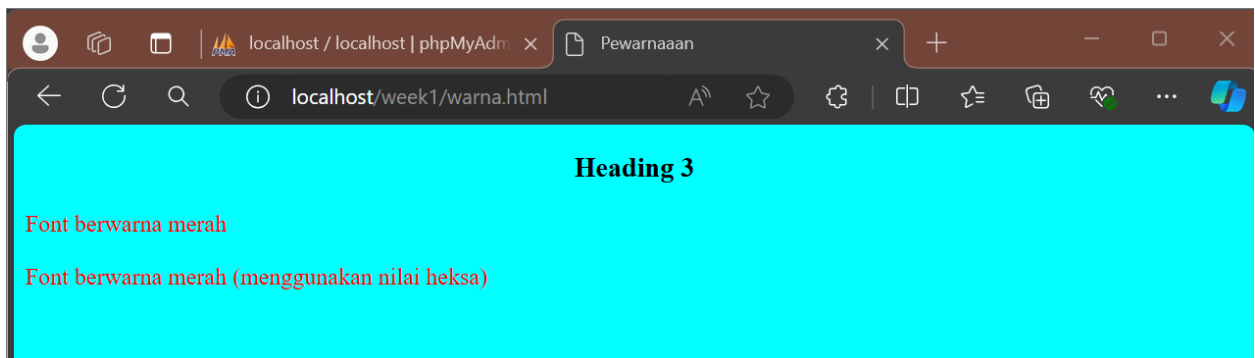 localhost / localhost | phpMyAdm
Pewarnaaan
localhost/week1/warna.html
Heading 3
Font berwarna merah
Font berwarna merah (menggunakan nilai heksa)